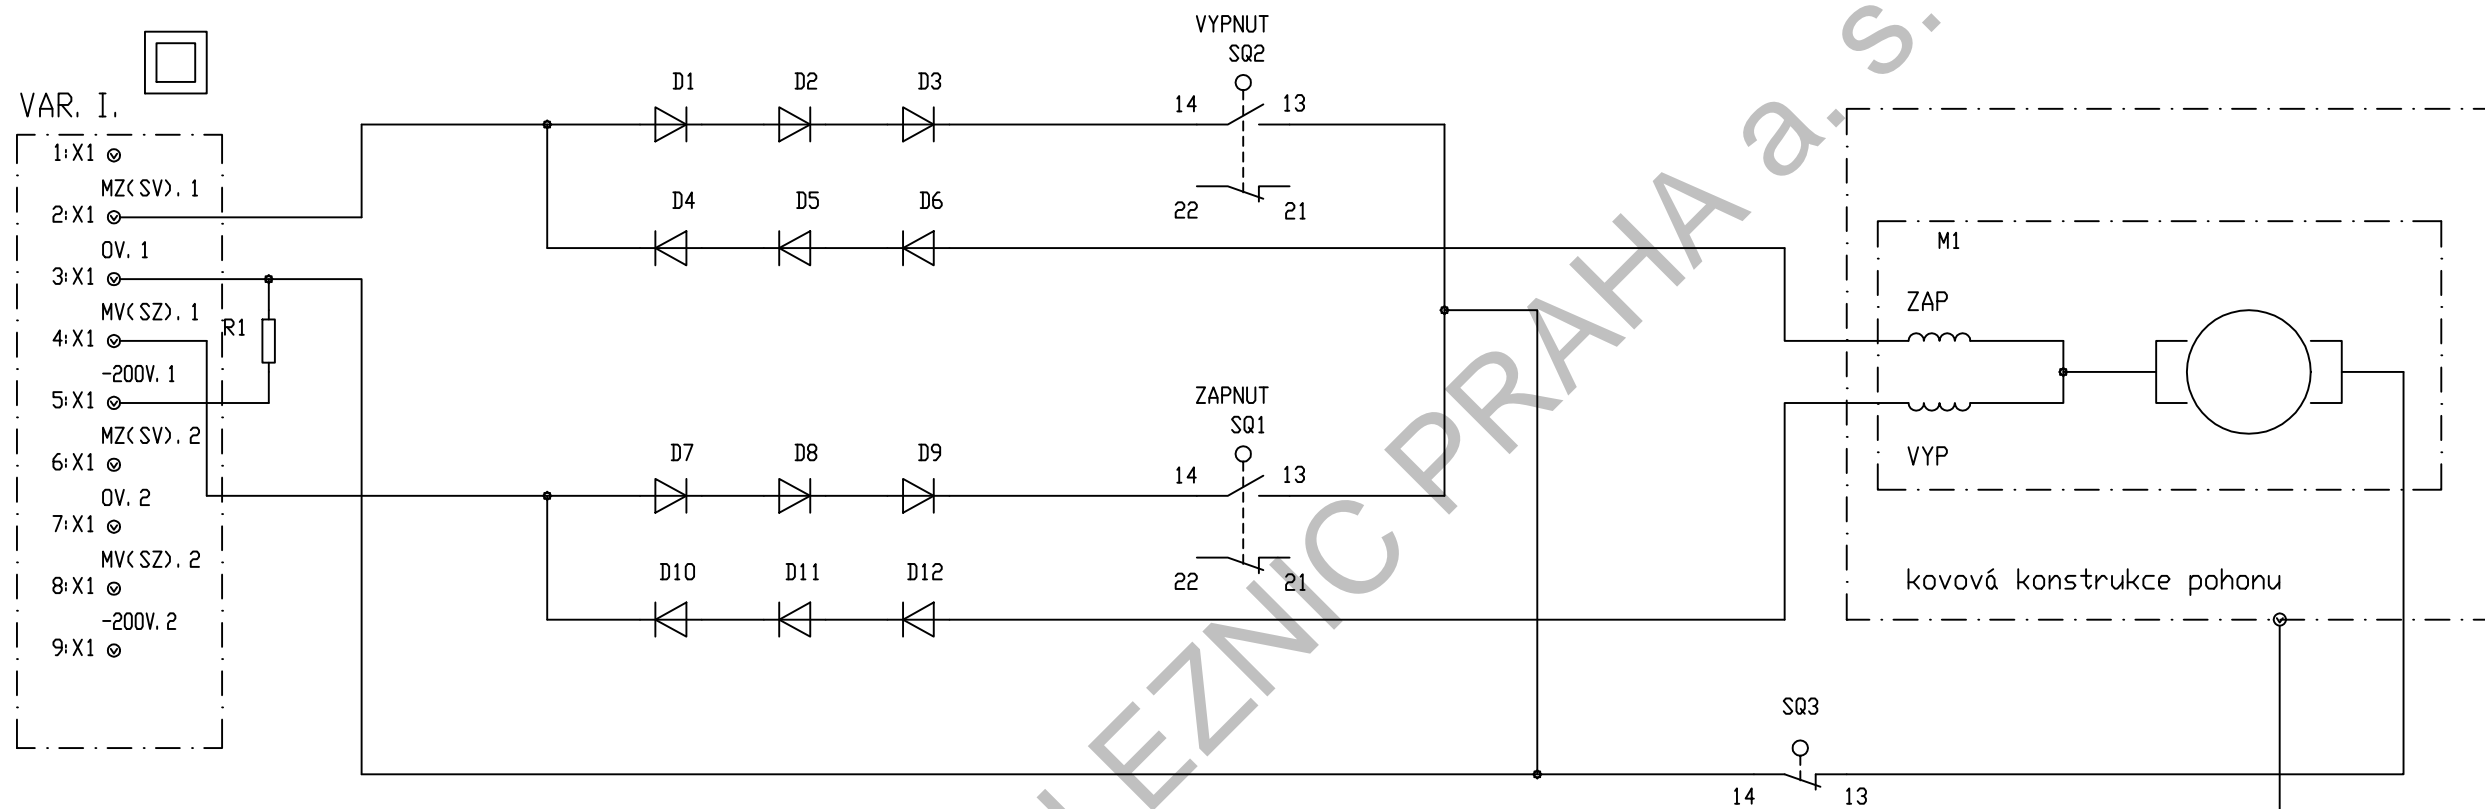 VAR. I.
1:X1
MZ(SV). 1
2:X1
0V. 1
3:X1
MV(SZ). 1
4:X1
-200V. 1
5:X1
MZ(SV). 2
6:X1
0V. 2
7:X1
MV(SZ). 2
8:X1
-200V. 2
9:X1
R1
D1 D2 D3
D4 D5 D6
VYPNUT
SQ2
14 13
22 21
D7 D8 D9
D10 D11 D12
ZAPNUT
SQ1
14 13
22 21
M1
ZAP
VYP
kovová konstrukce pohonu
SQ3
14 13
EZNIC PRAHA a. s.